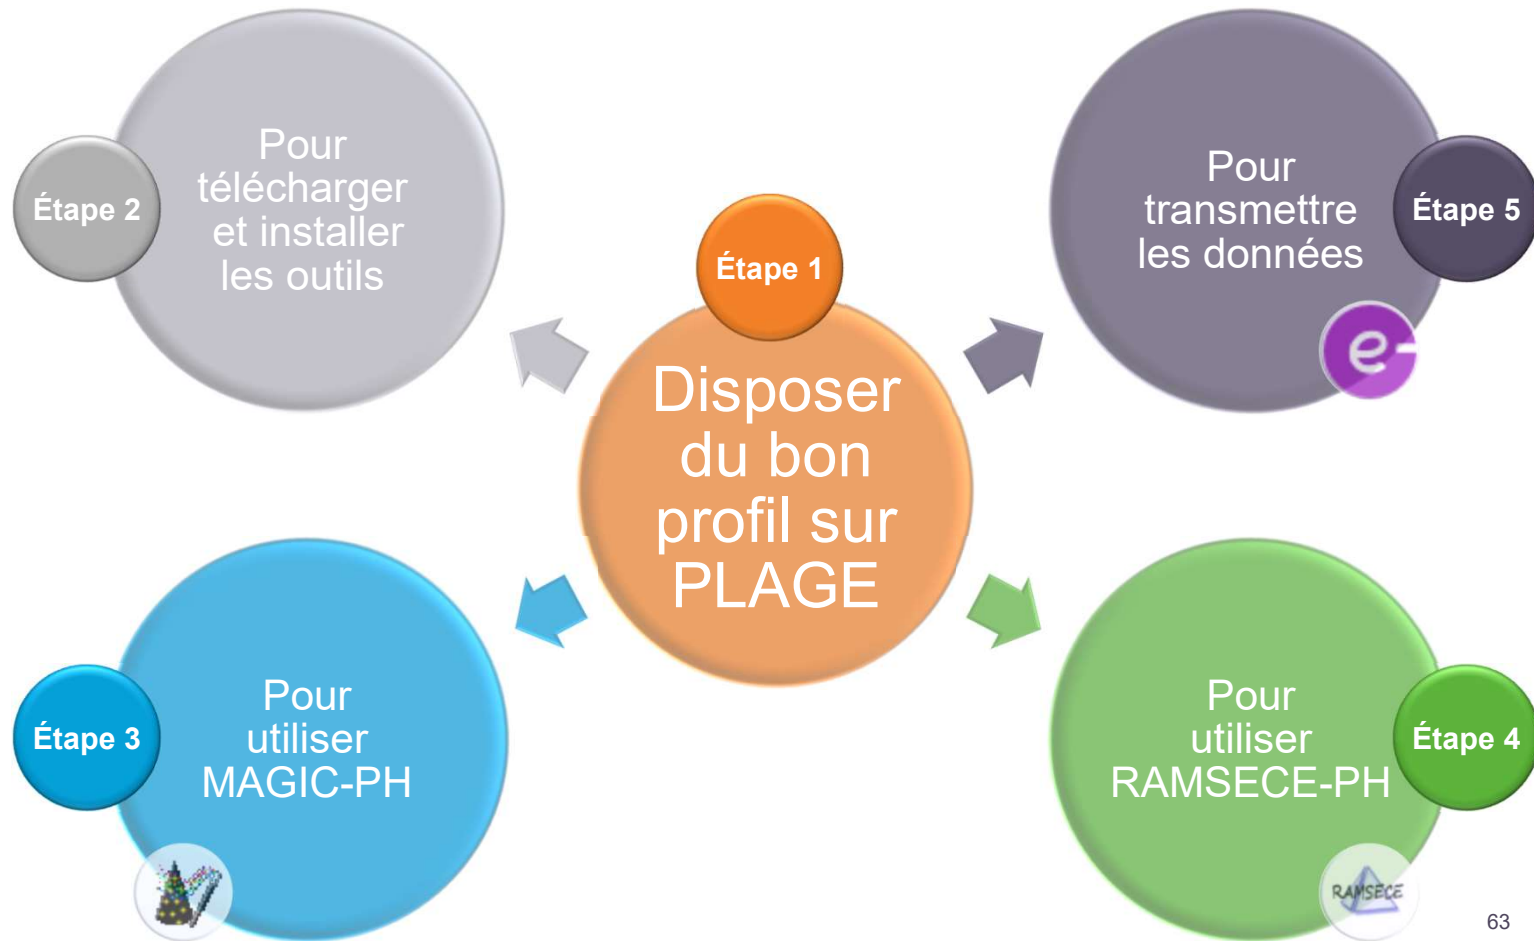 Étape 1
Disposer
du bon
profil sur
PLAGE
Étape 2
Pour
télécharger
et installer
les outils
Étape 3
Pour
utiliser
MAGIC-PH
Étape 4
Pour
utiliser
RAMSECE-PH
RAMSECE
Étape 5
Pour
transmettre
les données
e-
63